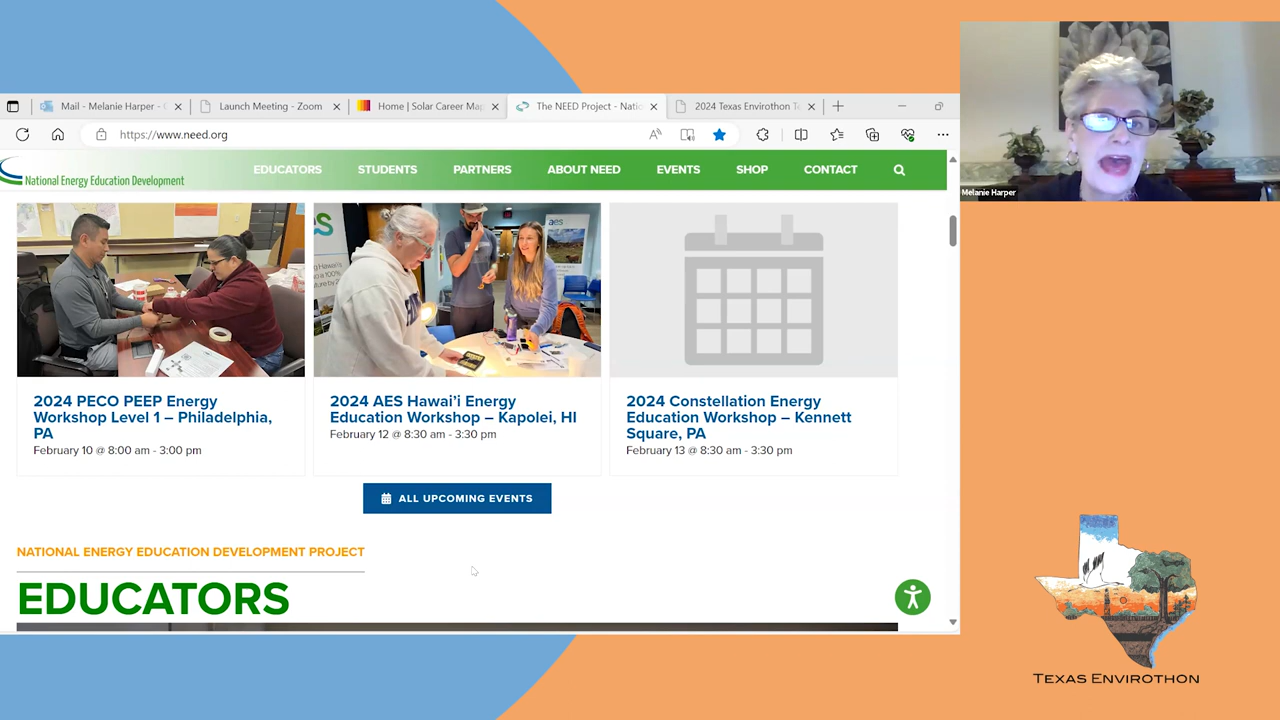 Mail - Melanie Harper -
Launch Meeting - Zoom
Home | Solar Career Map
The NEED Project - Natio
2024 Texas Envirothon Te
https://www.need.org
National Energy Education Development
EDUCATORS
STUDENTS
PARTNERS
ABOUT NEED
EVENTS
SHOP
CONTACT
Melanie Harper
aes
2024 PECO PEEP Energy
Workshop Level 1 – Philadelphia,
PA
February 10 @ 8:00 am - 3:00 pm
2024 AES Hawai'i Energy
Education Workshop – Kapolei, HI
February 12 @ 8:30 am - 3:30 pm
2024 Constellation Energy
Education Workshop – Kennett
Square, PA
February 13 @ 8:30 am - 3:30 pm
ALL UPCOMING EVENTS
NATIONAL ENERGY EDUCATION DEVELOPMENT PROJECT
EDUCATORS
TEXAS ENVIROTHON